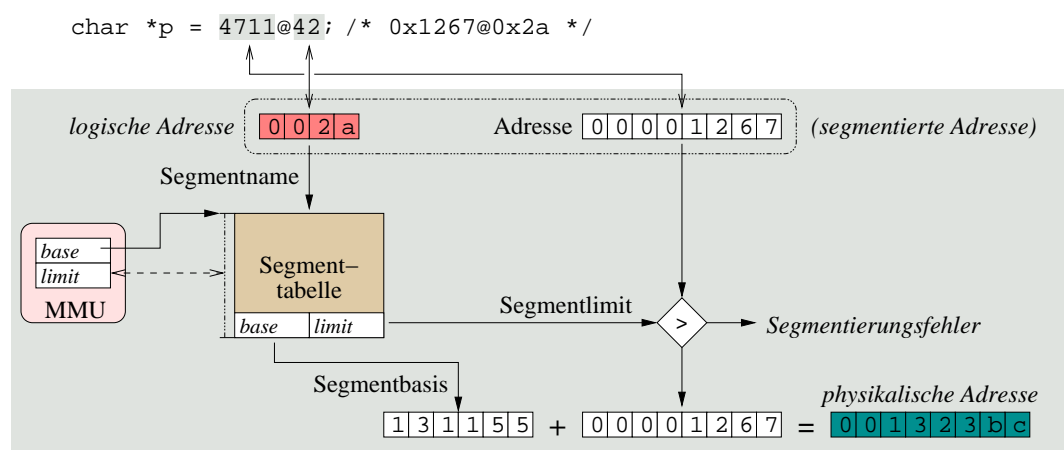 char *p = 4711@42; /* 0x1267@0x2a */
logische Adresse 0 0 2 a Adresse 0 0 0 0 1 2 6 7 (segmentierte Adresse)
Segmentname
base
limit
MMU
Segment–
tabelle
base limit
Segmentlimit
>
Segmentierungsfehler
Segmentbasis
physikalische Adresse
1 3 1 1 5 5 + 0 0 0 0 1 2 6 7 = 0 0 1 3 2 3 b c